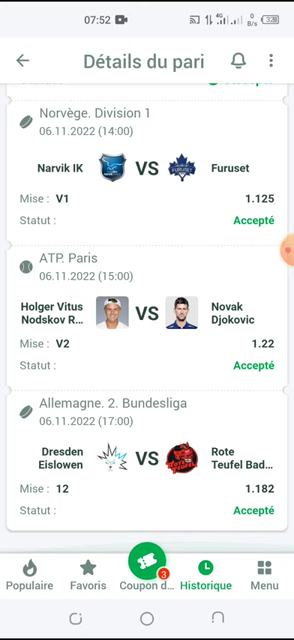 07:52
4G
0
B/s
Détails du pari
Norvège. Division 1
06.11.2022 (14:00)
Narvik IK
VS
Furuset
Mise : V1
1.125
Statut :
Accepté
ATP. Paris
06.11.2022 (15:00)
Holger Vitus
Nodskov R...
VS
Novak
Djokovic
Mise : V2
1.22
Statut :
Accepté
Allemagne. 2. Bundesliga
06.11.2022 (17:00)
Dresden
Eislowen
VS
Rote
Teufel Bad...
Mise : 12
1.182
Statut :
Accepté
3
Populaire
Favoris
Coupon d...
Historique
Menu